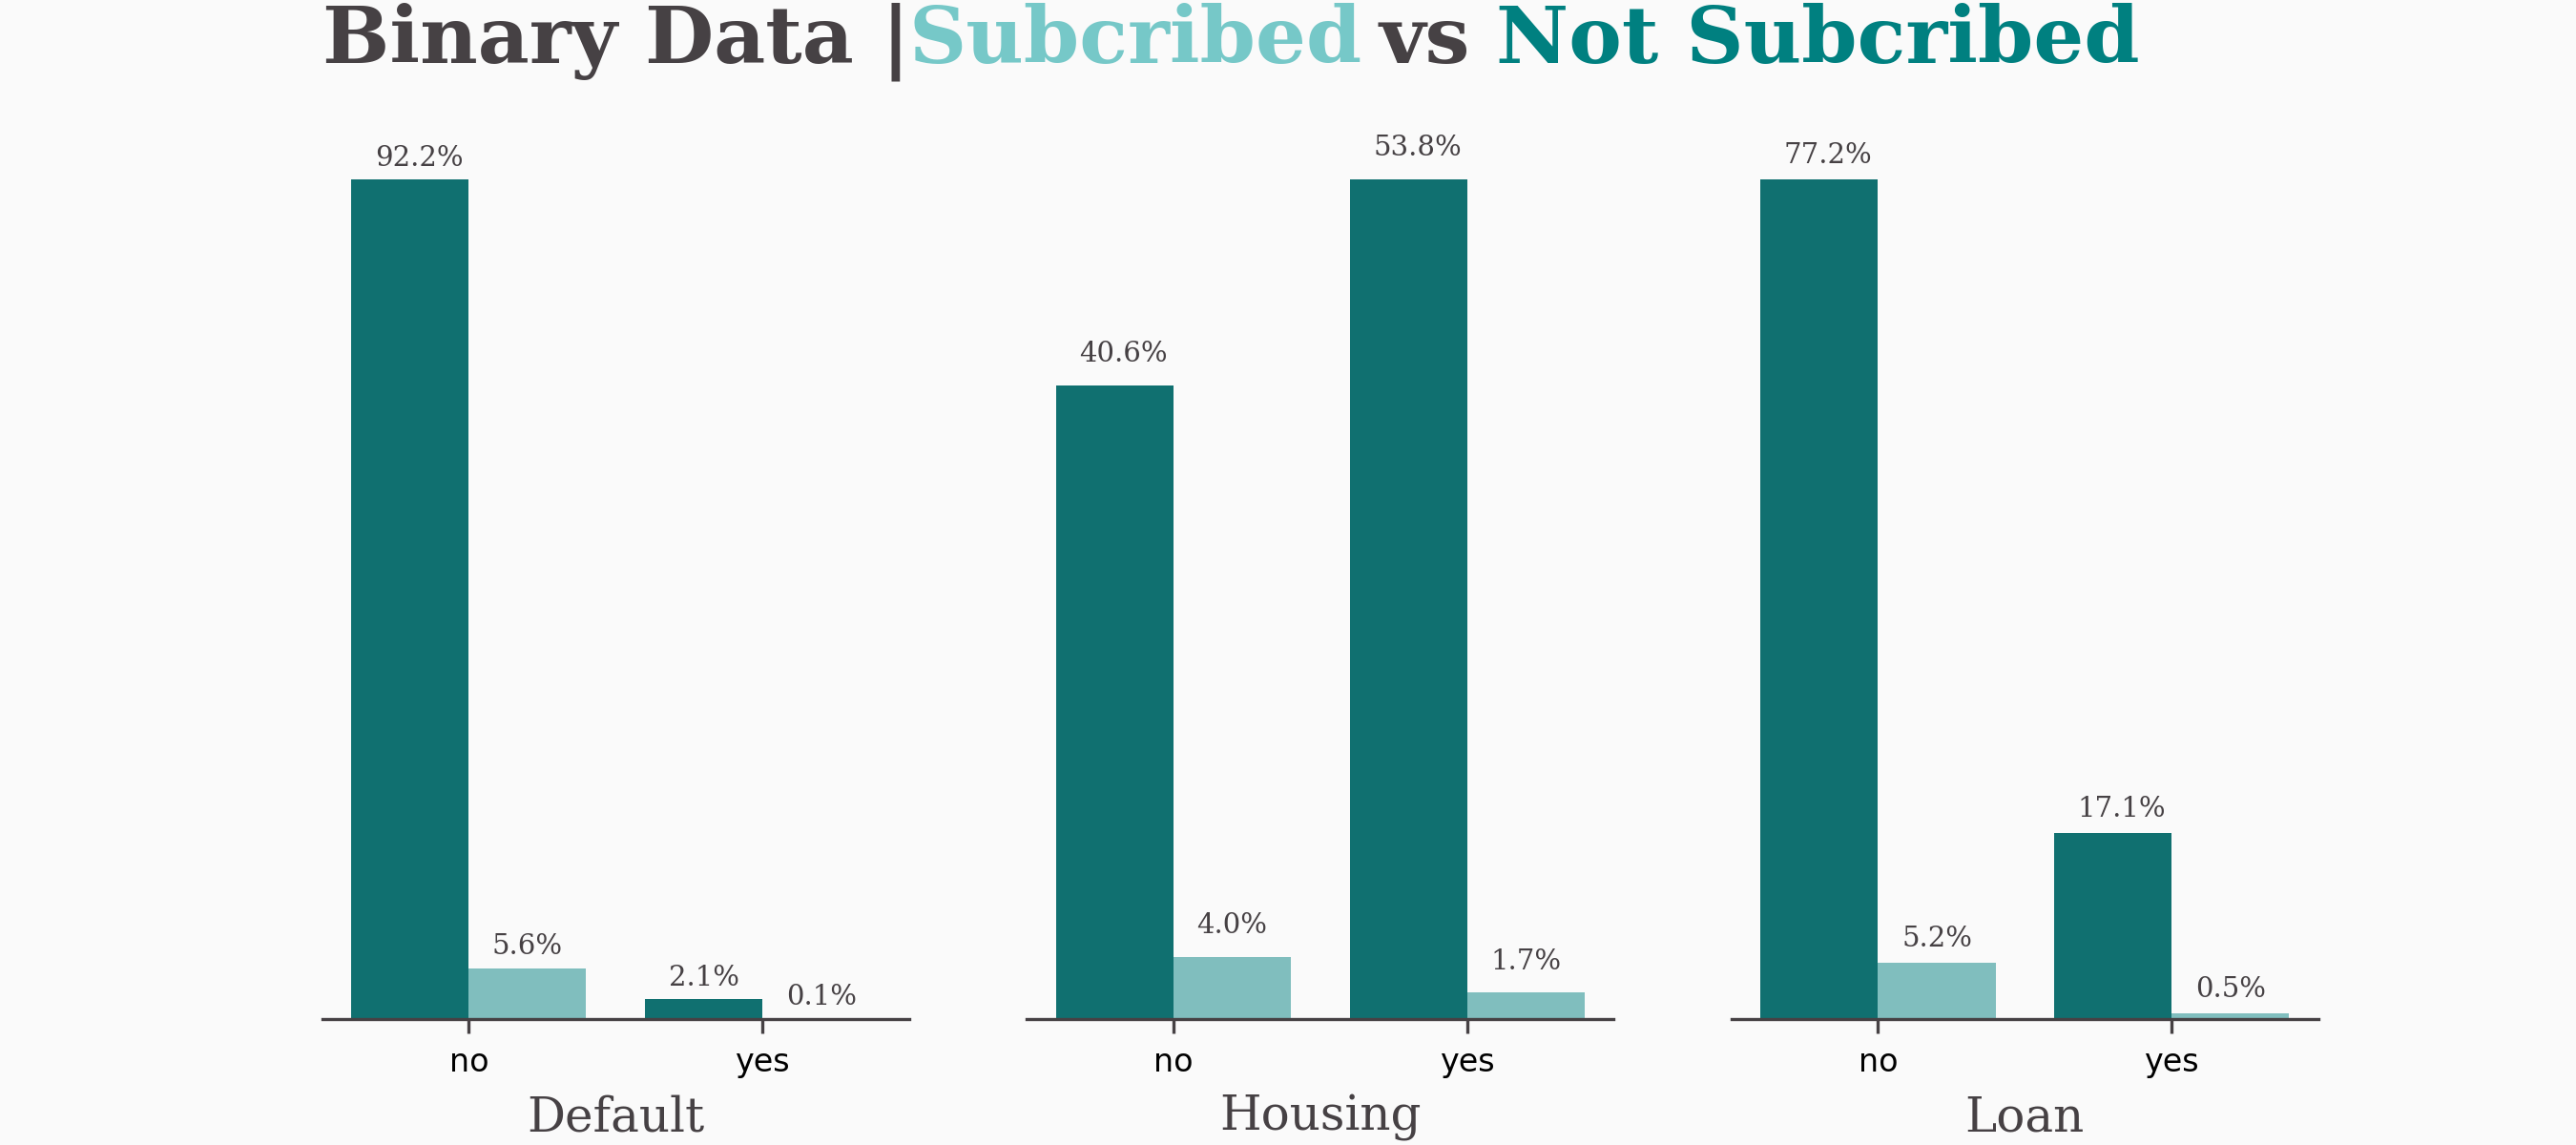 Binary Data |Subcribed vs Not Subcribed
92.2%
5.6%
2.1%
0.1%
no
yes
Default
40.6%
4.0%
53.8%
1.7%
no
yes
Housing
77.2%
5.2%
17.1%
0.5%
no
yes
Loan